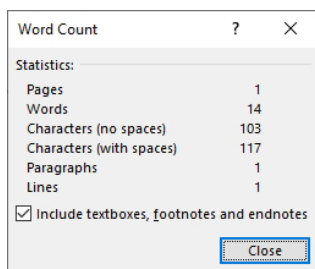 Word Count ? ×
Statistics:
Pages 1
Words 14
Characters (no spaces) 103
Characters (with spaces) 117
Paragraphs 1
Lines 1
Include textboxes, footnotes and endnotes
Close